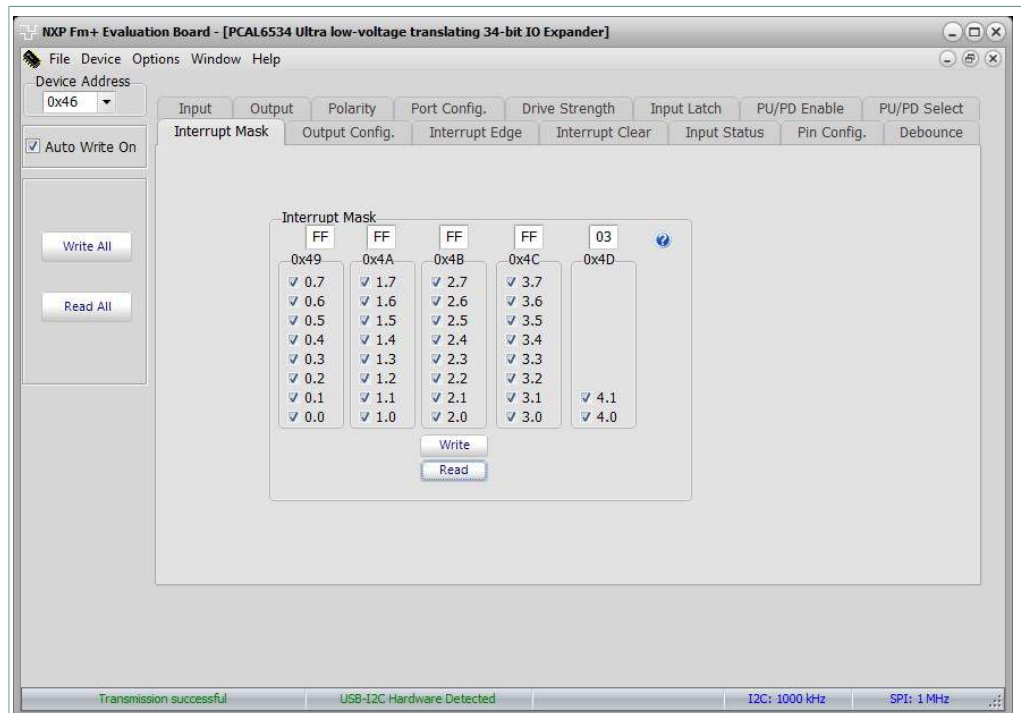 NXP Fm+ Evaluation Board - [PCAL6534 Ultra low-voltage translating 34-bit IO Expander]
File Device Options Window Help
Device Address
0x46
Auto Write On
Write All
Read All
Input Output Polarity Port Config. Drive Strength Input Latch PU/PD Enable PU/PD Select
Interrupt Mask Output Config. Interrupt Edge Interrupt Clear Input Status Pin Config. Debounce
Interrupt Mask
FF FF FF FF 03
0x49 0x4A 0x4B 0x4C 0x4D
0.7 1.7 2.7 3.7
0.6 1.6 2.6 3.6
0.5 1.5 2.5 3.5
0.4 1.4 2.4 3.4
0.3 1.3 2.3 3.3
0.2 1.2 2.2 3.2
0.1 1.1 2.1 3.1 4.1
0.0 1.0 2.0 3.0 4.0
Write
Read
Transmission successful USB-I2C Hardware Detected I2C: 1000 kHz SPI: 1 MHz